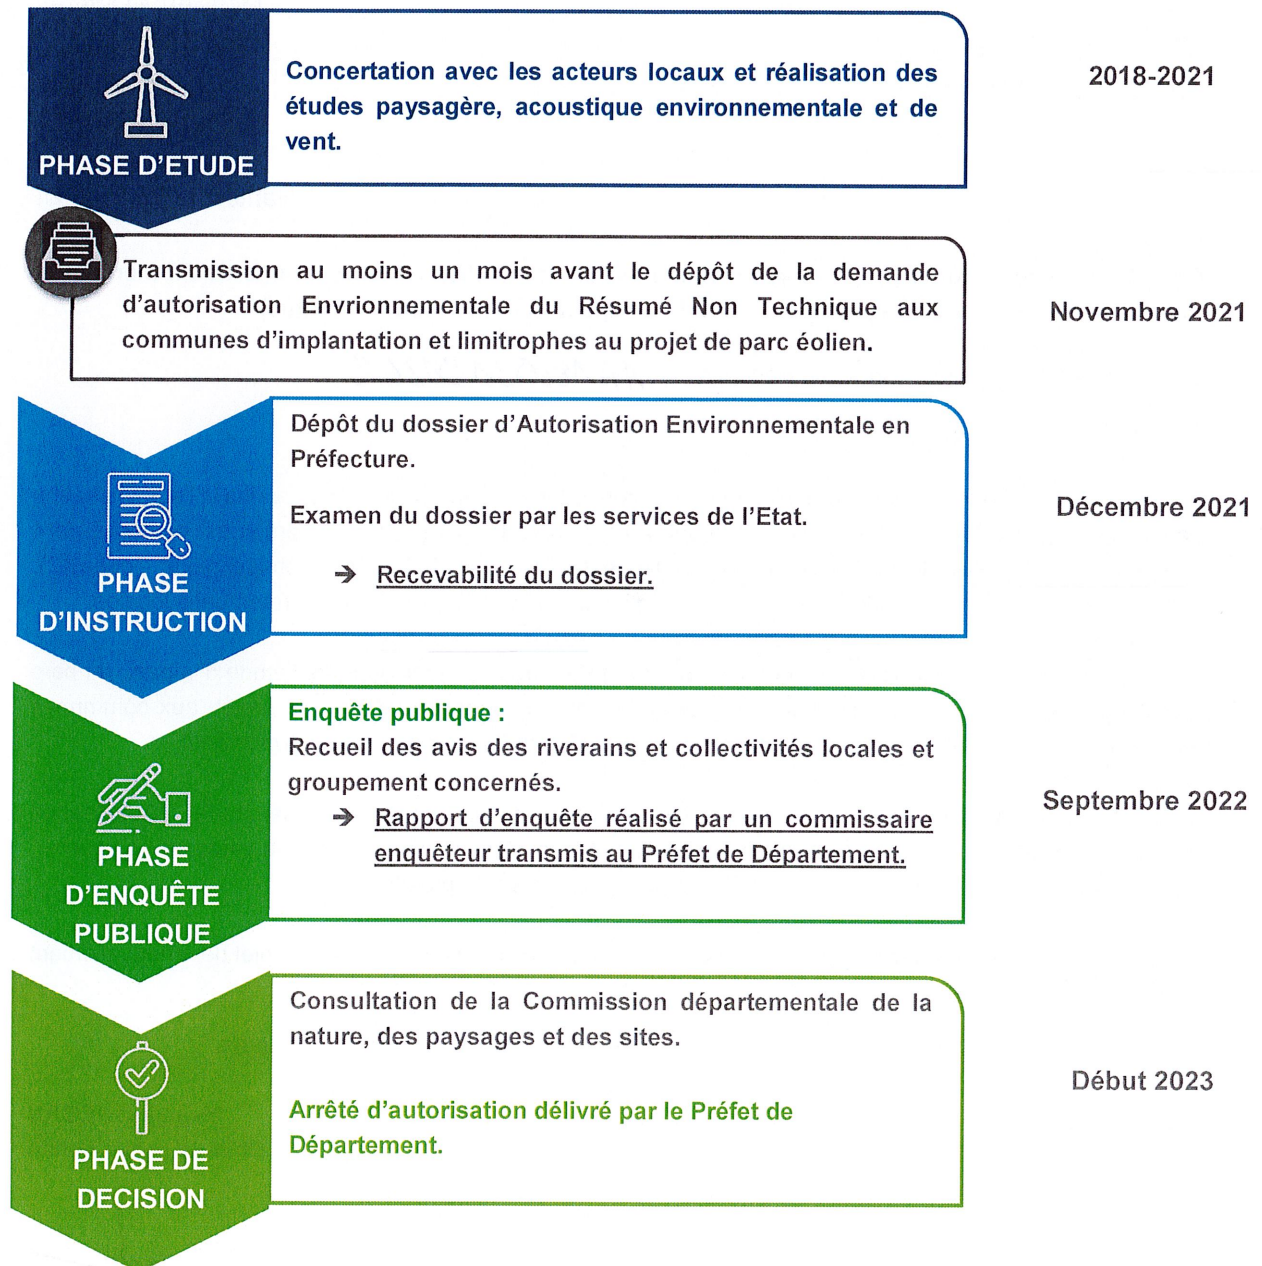 Concertation avec les acteurs locaux et réalisation des
études paysagère, acoustique environnementale et de
vent.
2018-2021
PHASE D'ETUDE
Transmission au moins un mois avant le dépôt de la demande
d'autorisation Envrionnementale du Résumé Non Technique aux
communes d'implantation et limitrophes au projet de parc éolien.
Novembre 2021
Dépôt du dossier d'Autorisation Environnementale en
Préfecture.
Examen du dossier par les services de l'Etat.
→ Recevabilité du dossier.
Décembre 2021
PHASE
D'INSTRUCTION
Enquête publique :
Recueil des avis des riverains et collectivités locales et
groupement concernés.
→ Rapport d'enquête réalisé par un commissaire
enquêteur transmis au Préfet de Département.
Septembre 2022
PHASE
D'ENQUÊTE
PUBLIQUE
Consultation de la Commission départementale de la
nature, des paysages et des sites.
Arrêté d'autorisation délivré par le Préfet de
Département.
Début 2023
PHASE DE
DECISION